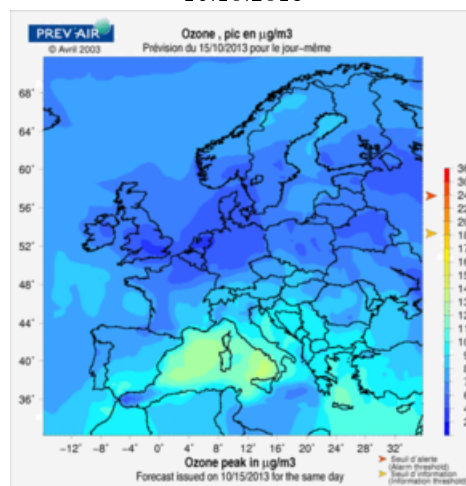 PREV'AIR
© Avril 2003
Ozone , pic en µg/m3
Prévision du 15/10/2013 pour le jour−même
68°
64°
60°
56°
52°
48°
44°
40°
36°
−12° −8° −4° 0° 4° 8° 12° 16° 20° 24° 28° 32°
Ozone peak in µg/m3
Forecast issued on 10/15/2013 for the same day
Seuil d'alerte
(Alarm threshold)
Seuil d'information
(Information threshold)